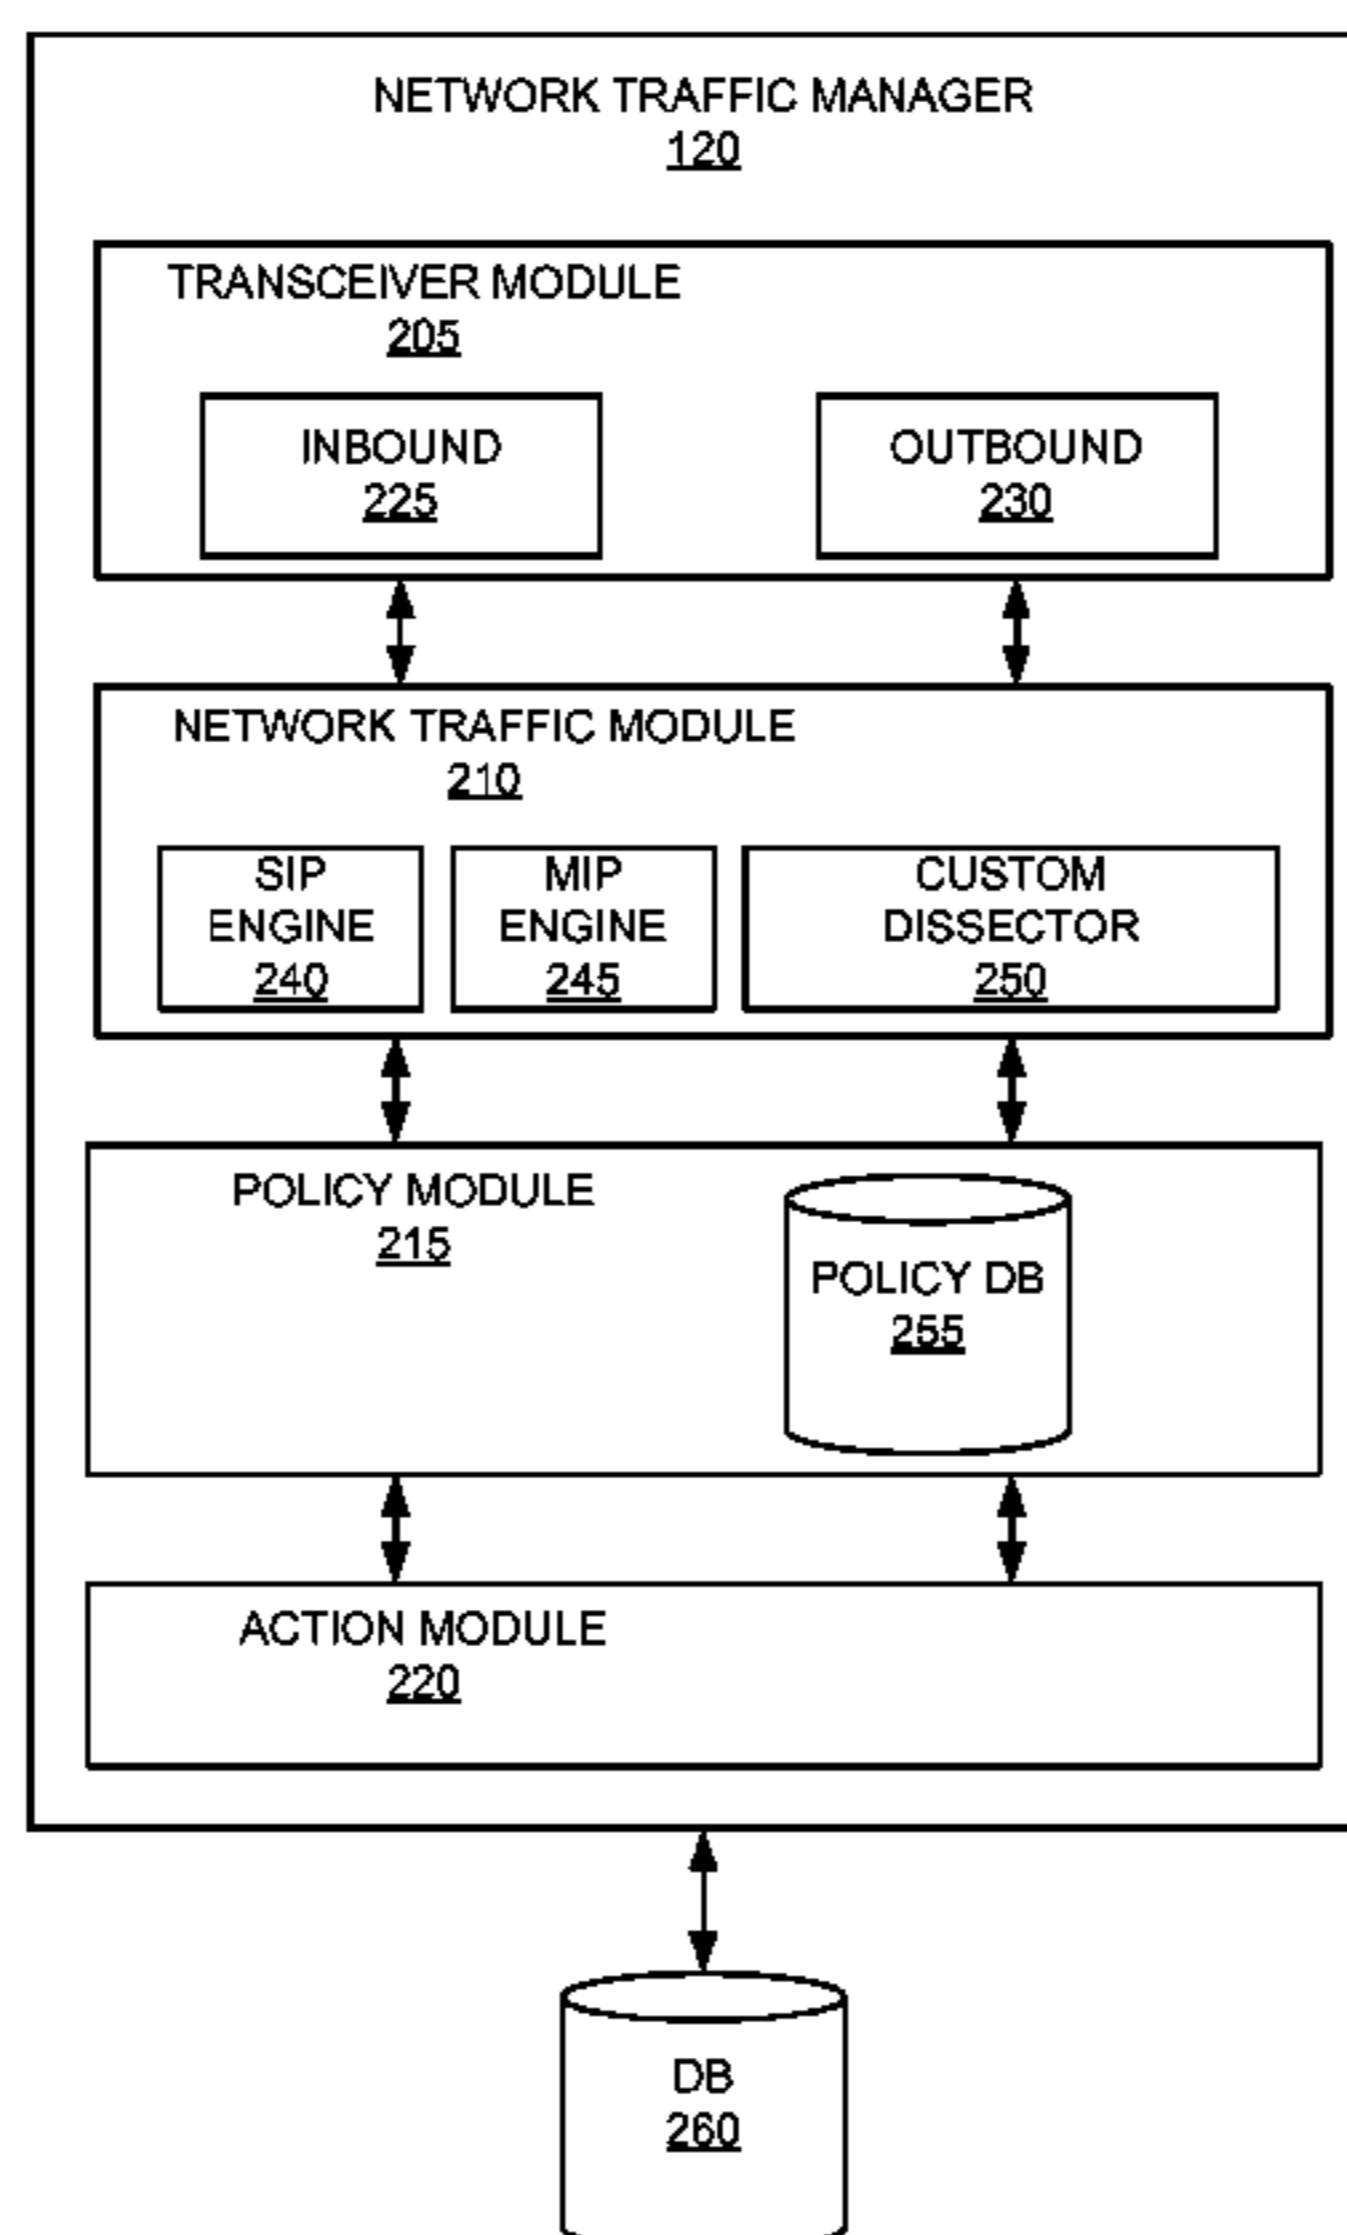 NETWORK TRAFFIC MANAGER
120
TRANSCEIVER MODULE
205
INBOUND
225
OUTBOUND
230
NETWORK TRAFFIC MODULE
210
SIP
ENGINE
240
MIP
ENGINE
245
CUSTOM
DISSECTOR
250
POLICY MODULE
215
POLICY DB
255
ACTION MODULE
220
DB
260